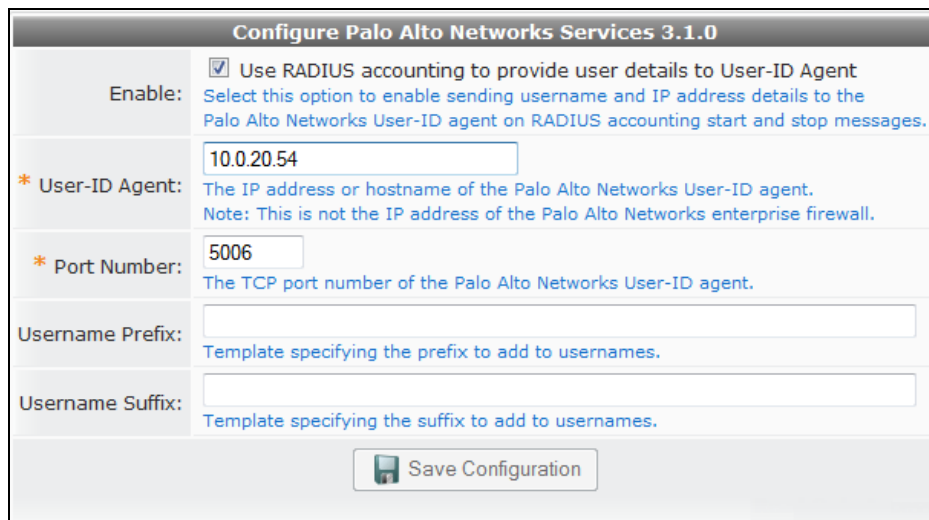 Configure Palo Alto Networks Services 3.1.0
Enable:
Use RADIUS accounting to provide user details to User-ID Agent
Select this option to enable sending username and IP address details to the
Palo Alto Networks User-ID agent on RADIUS accounting start and stop messages.
* User-ID Agent:
10.0.20.54
The IP address or hostname of the Palo Alto Networks User-ID agent.
Note: This is not the IP address of the Palo Alto Networks enterprise firewall.
* Port Number:
5006
The TCP port number of the Palo Alto Networks User-ID agent.
Username Prefix:
Template specifying the prefix to add to usernames.
Username Suffix:
Template specifying the suffix to add to usernames.
Save Configuration